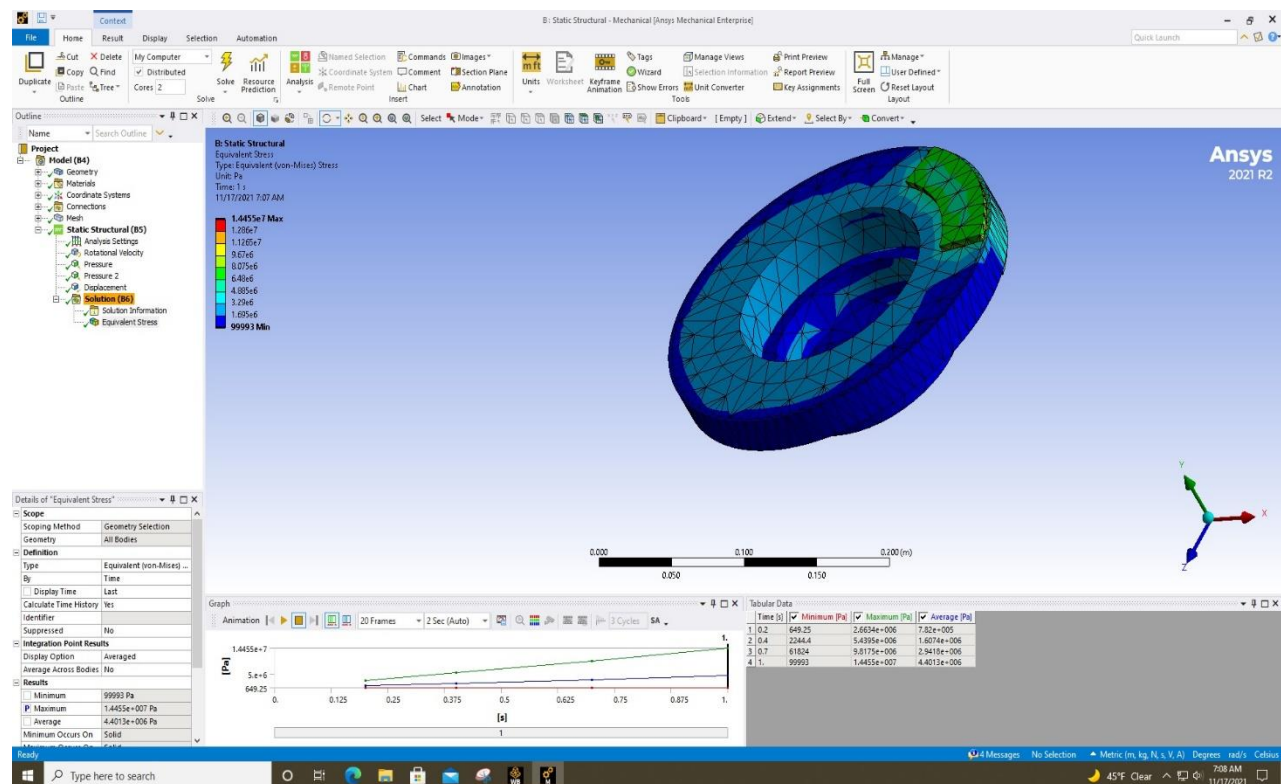 Context
B : Static Structural - Mechanical [Ansys Mechanical Enterprise]
File Home Result Display Selection Automation
Quick Launch
Duplicate
Cut Delete
Copy Find
Paste Tree
Outline
My Computer
Distributed
Cores 2
Solve Resource Prediction
Solve
Analysis
Named Selection Commands Images
Coordinate System Comment Section Plane
Remote Point Chart Annotation
Insert
Units Worksheet Keyframe Animation
Tags Manage Views Print Preview
Wizard Selection Information Report Preview
Show Errors Unit Converter Key Assignments
Tools
Full Screen
Manage
User Defined
Reset Layout
Layout
Outline
Name Search Outline
Select Mode Clipboard [ Empty ] Extend Select By Convert
Project
Model (B4)
Geometry
Materials
Coordinate Systems
Connections
Mesh
Static Structural (B5)
Analysis Settings
Rotational Velocity
Pressure
Pressure 2
Displacement
Solution (B6)
Solution Information
Equivalent Stress
B: Static Structural
Equivalent Stress
Type: Equivalent (von-Mises) Stress
Unit: Pa
Time: 1 s
11/17/2021 7:07 AM
1.4455e7 Max
1.286e7
1.1265e7
9.67e6
8.075e6
6.48e6
4.885e6
3.29e6
1.695e6
99993 Min
Ansys
2021 R2
Y
X
Z
0.000 0.100 0.200 (m)
0.050 0.150
Details of "Equivalent Stress"
Scope
Scoping Method Geometry Selection
Geometry All Bodies
Definition
Type Equivalent (von-Mises) ...
By Time
Display Time Last
Calculate Time History Yes
Identifier
Suppressed No
Integration Point Results
Display Option Averaged
Average Across Bodies No
Results
Minimum 99993 Pa
P Maximum 1.4455e+007 Pa
Average 4.4013e+006 Pa
Minimum Occurs On Solid
Maximum Occurs On Solid
Graph
Animation 20 Frames 2 Sec (Auto) 3 Cycles SA
1.
1.4455e+7
5.e+6
649.25
[Pa]
0. 0.125 0.25 0.375 0.5 0.625 0.75 0.875 1.
[s]
1
Tabular Data
Time [s] Minimum [Pa] Maximum [Pa] Average [Pa]
1 0.2 649.25 2.6634e+006 7.82e+005
2 0.4 2244.4 5.4395e+006 1.6074e+006
3 0.7 61824 9.8175e+006 2.9418e+006
4 1. 99993 1.4455e+007 4.4013e+006
Ready
4 Messages No Selection Metric (m, kg, N, s, V, A) Degrees rad/s Celsius
Type here to search
WB
M
45°F Clear
7:08 AM
11/17/2021